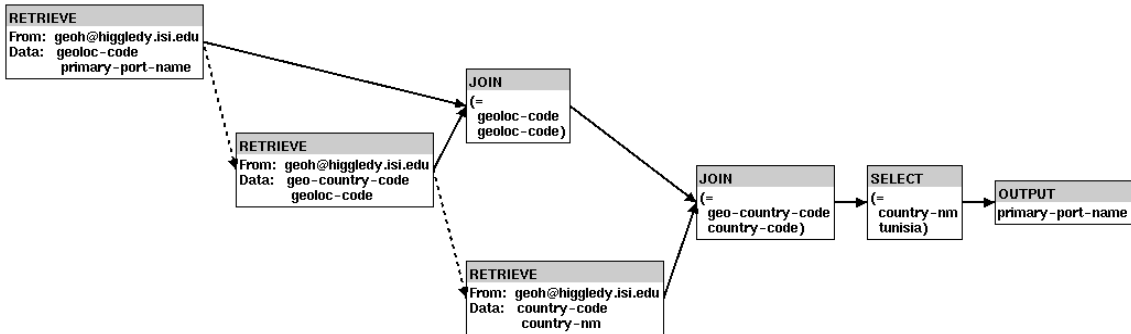 RETRIEVE
From: geoh@higgledy.isi.edu
Data: geoloc-code
primary-port-name
JOIN
(=
geoloc-code
geoloc-code)
RETRIEVE
From: geoh@higgledy.isi.edu
Data: geo-country-code
geoloc-code
JOIN
(=
geo-country-code
country-code)
SELECT
(=
country-nm
tunisia)
OUTPUT
primary-port-name
RETRIEVE
From: geoh@higgledy.isi.edu
Data: country-code
country-nm